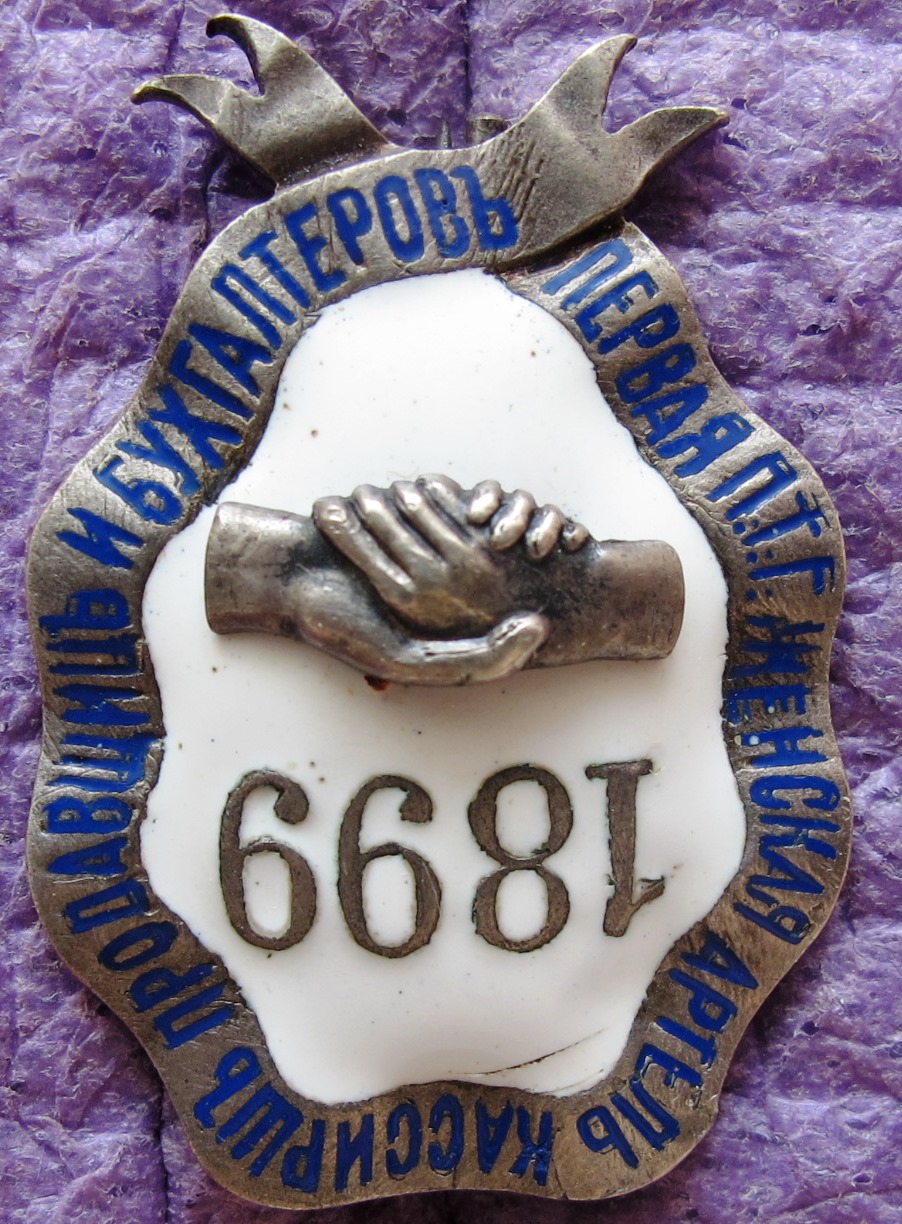 ПЕРВАЯ П.Т.Г. ЖЕНСКАЯ АРТЕЛЬ КАССИРШЪ ПРОДАВЩИЦЪ И БУХГАЛТЕРОВЪ
1899